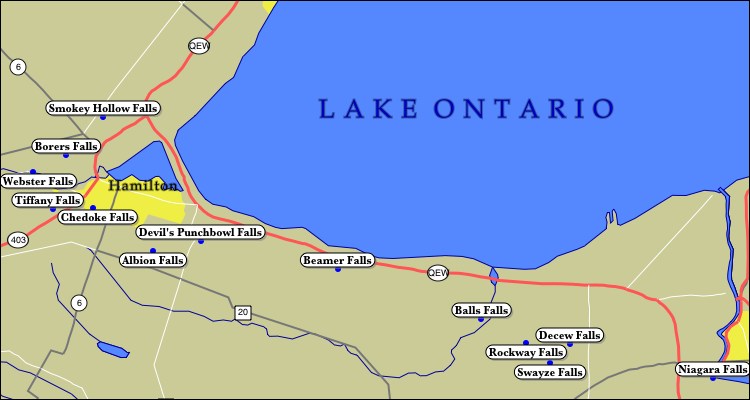 QEW
6
Smokey Hollow Falls
LAKE ONTARIO
Borers Falls
Webster Falls
Hamilton
Tiffany Falls
Chedoke Falls
403
Devil's Punchbowl Falls
Albion Falls
Beamer Falls
QEW
6
20
Balls Falls
Decew Falls
Rockway Falls
Swayze Falls
Niagara Falls